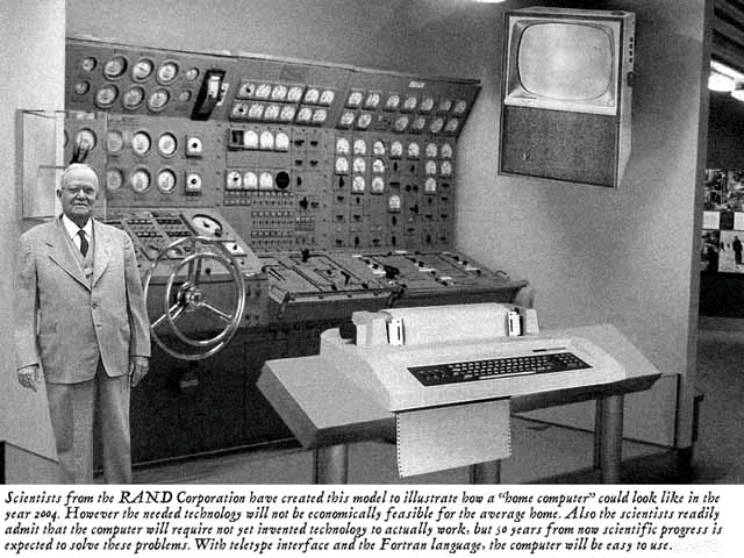 Scientists from the RAND Corporation have created this model to illustrate how a "home computer" could look like in the
year 2004. However the needed technology will not be economically feasible for the average home. Also the scientists readily
admit that the computer will require not yet invented technology to actually work, but 50 years from now scientific progress is
expected to solve these problems. With teletype interface and the Fortran language, the computer will be easy to use.